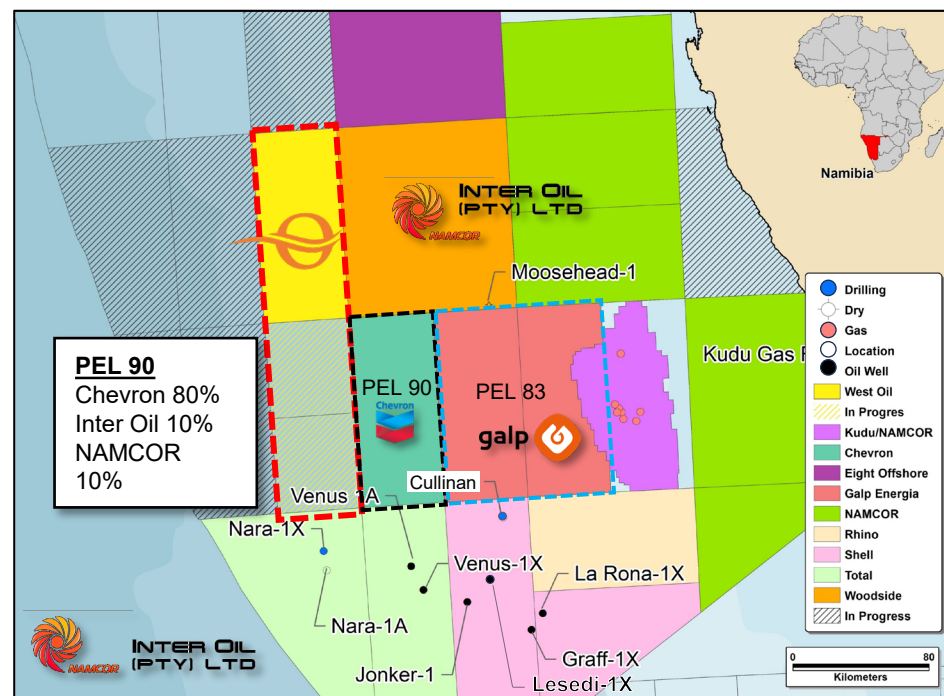 Namibia
INTER OIL
(PTY) LTD
NAMCOR
Moosehead-1
Kudu Gas F
PEL 90
Chevron 80%
Inter Oil 10%
NAMCOR
10%
PEL 90
Chevron
PEL 83
galp
Cullinan
Venus 1A
Nara-1X
Venus-1X
La Rona-1X
Nara-1A
Jonker-1
Graff-1X
Lesedi-1X
NAMCOR
INTER OIL
(PTY) LTD
Drilling
Dry
Gas
Location
Oil Well
West Oil
In Progres
Kudu/NAMCOR
Chevron
Eight Offshore
Galp Energia
NAMCOR
Rhino
Shell
Total
Woodside
In Progress
0 80
Kilometers